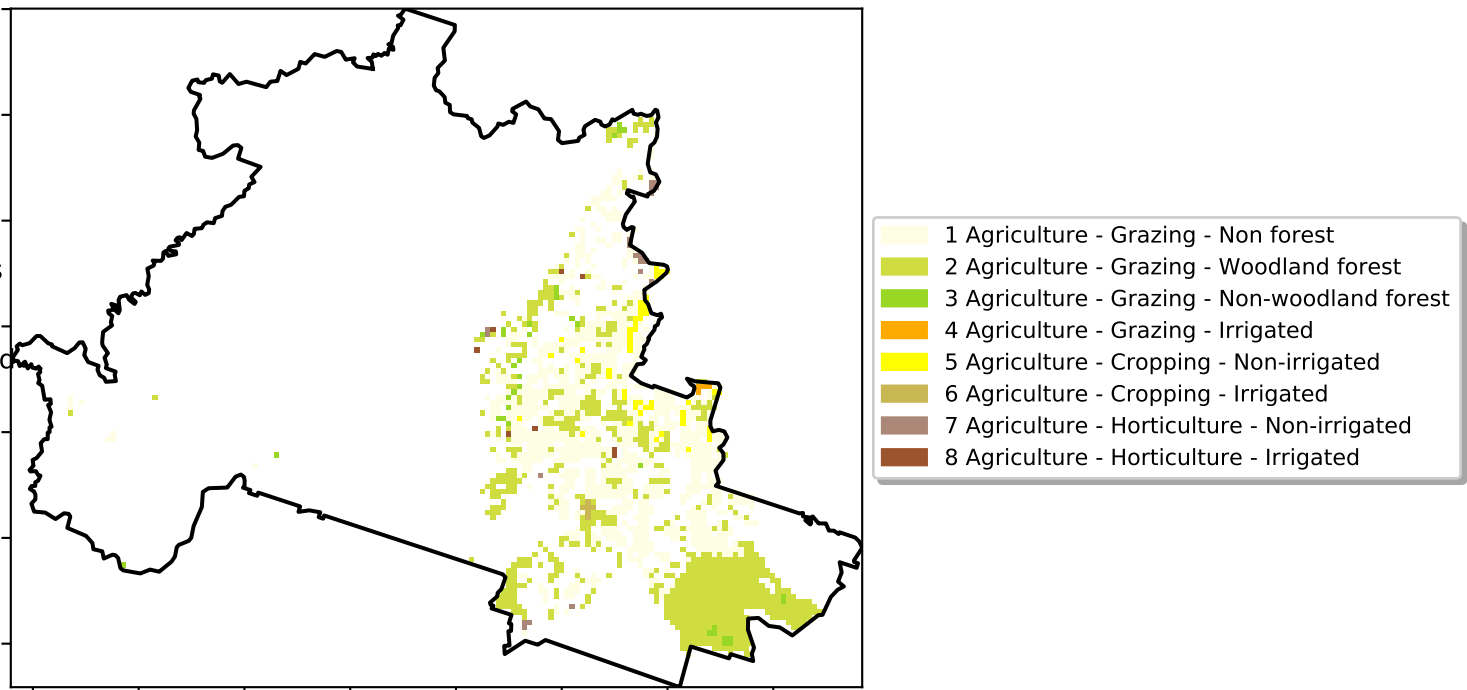 1 Agriculture - Grazing - Non forest
2 Agriculture - Grazing - Woodland forest
3 Agriculture - Grazing - Non-woodland forest
4 Agriculture - Grazing - Irrigated
5 Agriculture - Cropping - Non-irrigated
6 Agriculture - Cropping - Irrigated
7 Agriculture - Horticulture - Non-irrigated
8 Agriculture - Horticulture - Irrigated